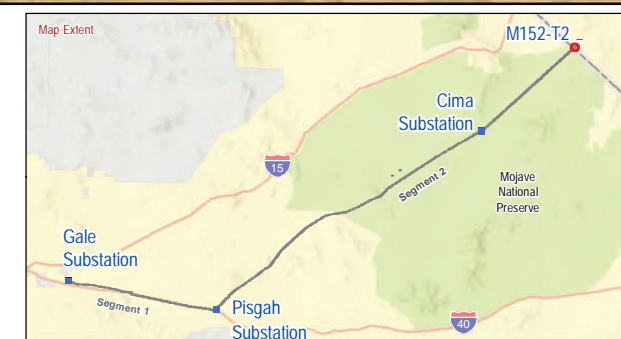 Map Extent
M152-T2
Cima
Substation
15
Segment 2
Mojave
National
Preserve
Gale
Substation
Segment 1
Pisgah
Substation
40